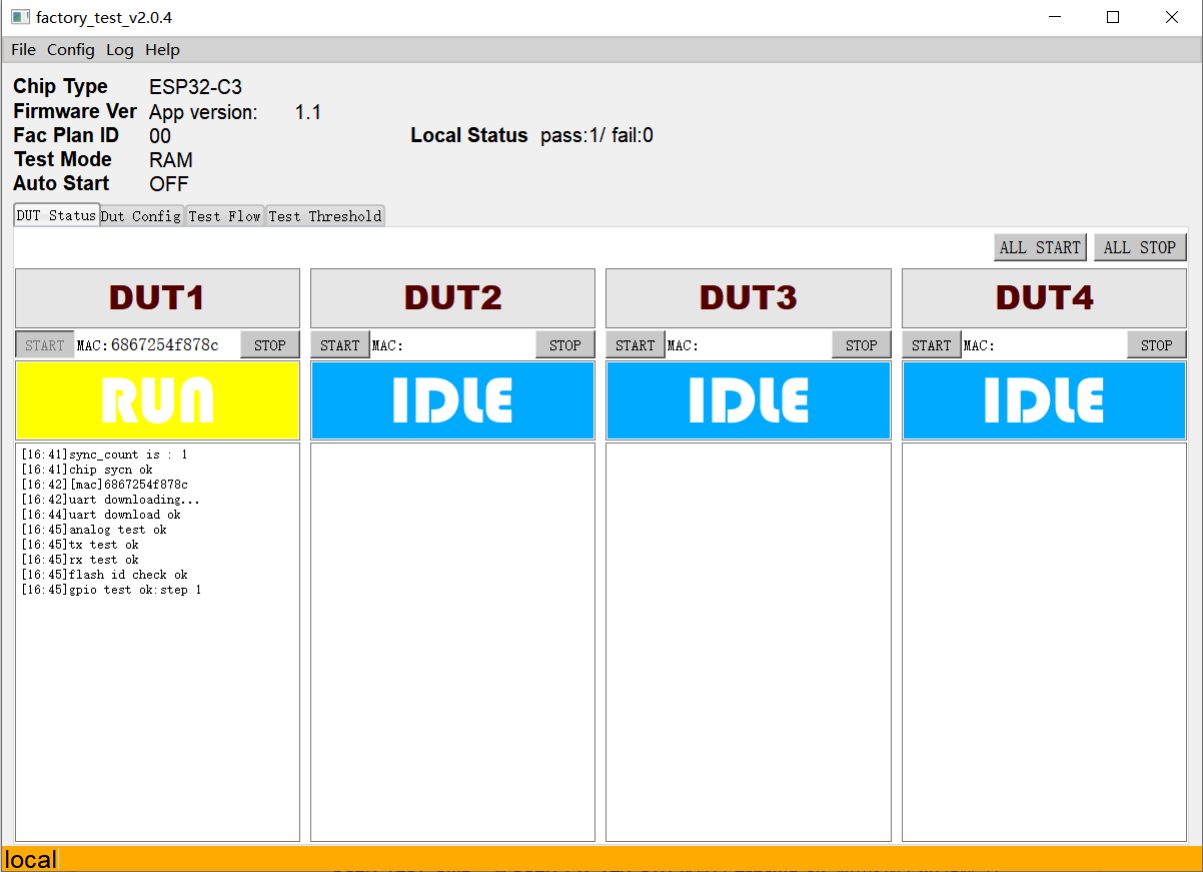 factory_test_v2.0.4
File Config Log Help
Chip Type ESP32-C3
Firmware Ver App version: 1.1
Fac Plan ID 00
Local Status pass:1/ fail:0
Test Mode RAM
Auto Start OFF
DUT Status Dut Config Test Flow Test Threshold
ALL START ALL STOP
DUT1 DUT2 DUT3 DUT4
START MAC:6867254f878c STOP START MAC: STOP START MAC: STOP START MAC: STOP
RUN IDLE IDLE IDLE
[16:41]sync_count is : 1
[16:41]chip sycn ok
[16:42][mac]6867254f878c
[16:42]uart downloading...
[16:44]uart download ok
[16:45]analog test ok
[16:45]tx test ok
[16:45]rx test ok
[16:45]flash id check ok
[16:45]gpio test ok:step 1
local